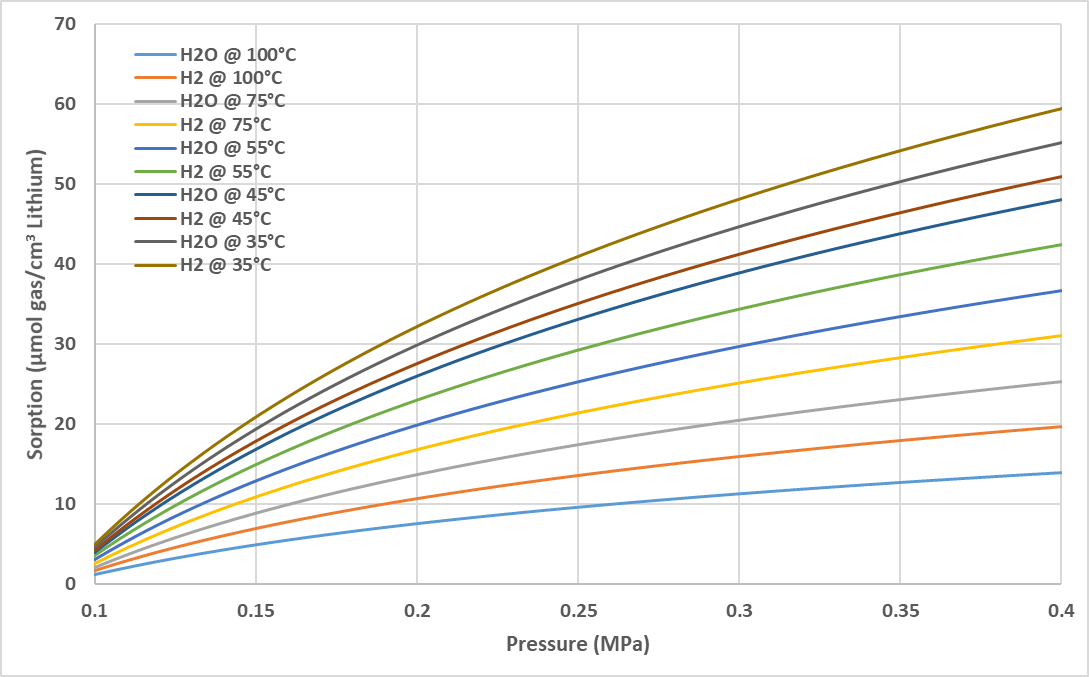 70
60
50
40
30
20
10
0
Sorption (µmol gas/cm³ Lithium)
H2O @ 100°C
H2 @ 100°C
H2O @ 75°C
H2 @ 75°C
H2O @ 55°C
H2 @ 55°C
H2O @ 45°C
H2 @ 45°C
H2O @ 35°C
H2 @ 35°C
0.1 0.15 0.2 0.25 0.3 0.35 0.4
Pressure (MPa)